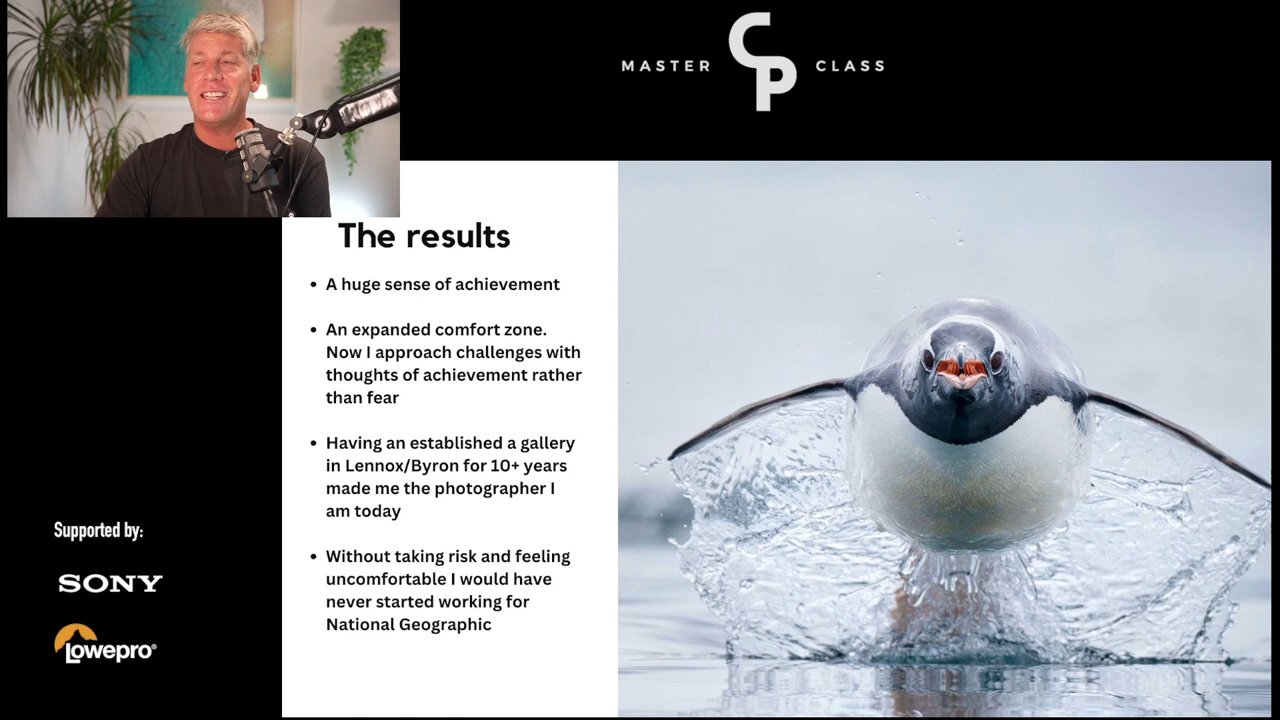 MASTER CP CLASS
The results
• A huge sense of achievement
• An expanded comfort zone.
Now I approach challenges with
thoughts of achievement rather
than fear
• Having an established a gallery
in Lennox/Byron for 10+ years
made me the photographer I
am today
• Without taking risk and feeling
uncomfortable I would have
never started working for
National Geographic
Supported by:
SONY
Lowepro®